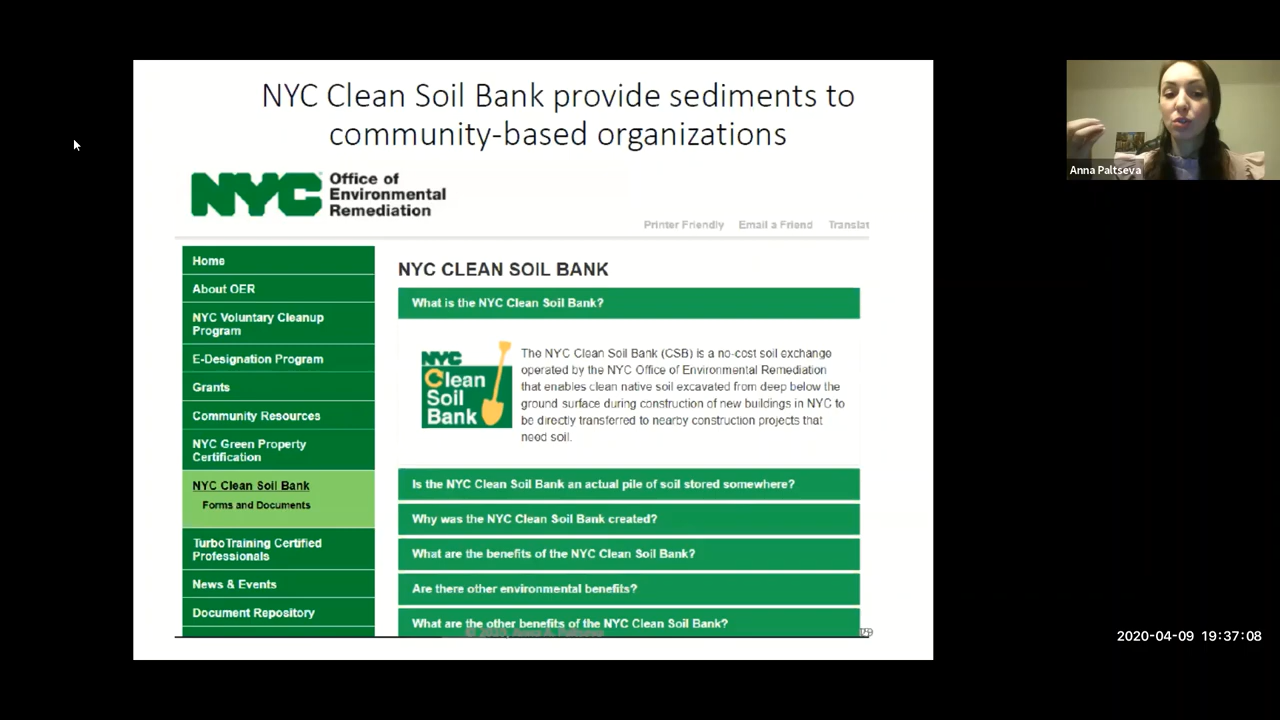 NYC Clean Soil Bank provide sediments to
community-based organizations
NYC
Office of
Environmental
Remediation
Printer Friendly Email a Friend Translat
Home
About OER
NYC Voluntary Cleanup
Program
E-Designation Program
Grants
Community Resources
NYC Green Property
Certification
NYC Clean Soil Bank
Forms and Documents
TurboTraining Certified
Professionals
News & Events
Document Repository
NYC CLEAN SOIL BANK
What is the NYC Clean Soil Bank?
NYC
Clean
Soil
Bank
The NYC Clean Soil Bank (CSB) is a no-cost soil exchange
operated by the NYC Office of Environmental Remediation
that enables clean native soil excavated from deep below the
ground surface during construction of new buildings in NYC to
be directly transferred to nearby construction projects that
need soil.
Is the NYC Clean Soil Bank an actual pile of soil stored somewhere?
Why was the NYC Clean Soil Bank created?
What are the benefits of the NYC Clean Soil Bank?
Are there other environmental benefits?
What are the other benefits of the NYC Clean Soil Bank?
Anna Paltseva
2020-04-09 19:37:08